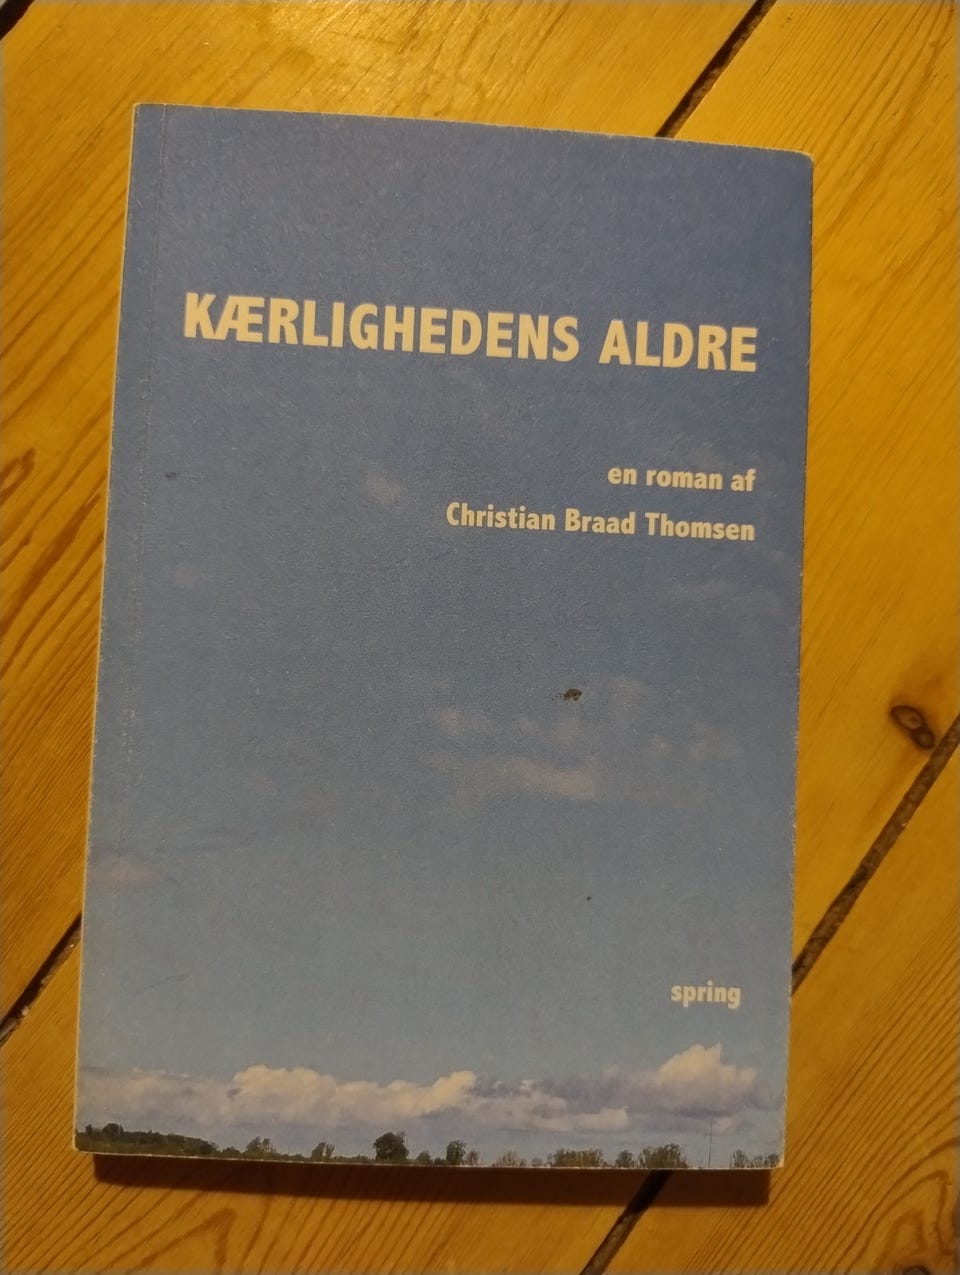 KÆRLIGHEDENS ALDRE
en roman af
Christian Braad Thomsen
spring